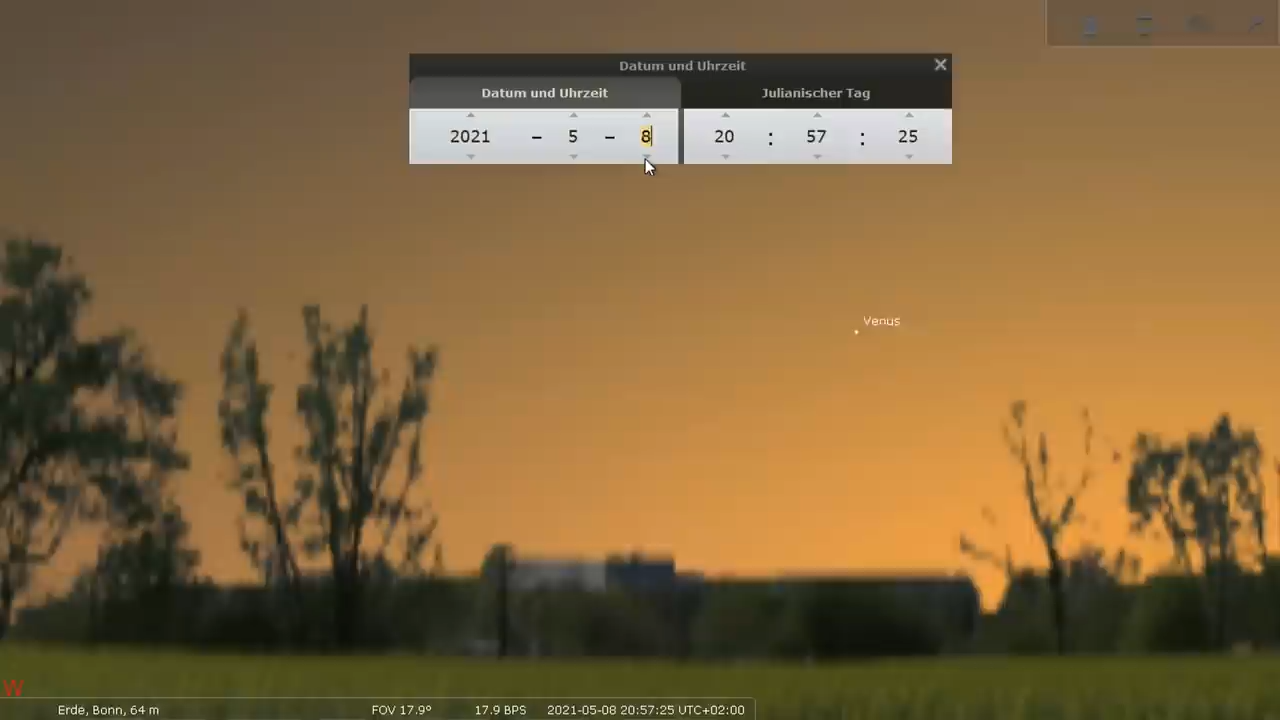 Datum und Uhrzeit
Datum und Uhrzeit Julianischer Tag
2021 – 5 – 8 20 : 57 : 25
Venus
W
Erde, Bonn, 64 m FOV 17.9° 17.9 BPS 2021-05-08 20:57:25 UTC+02:00